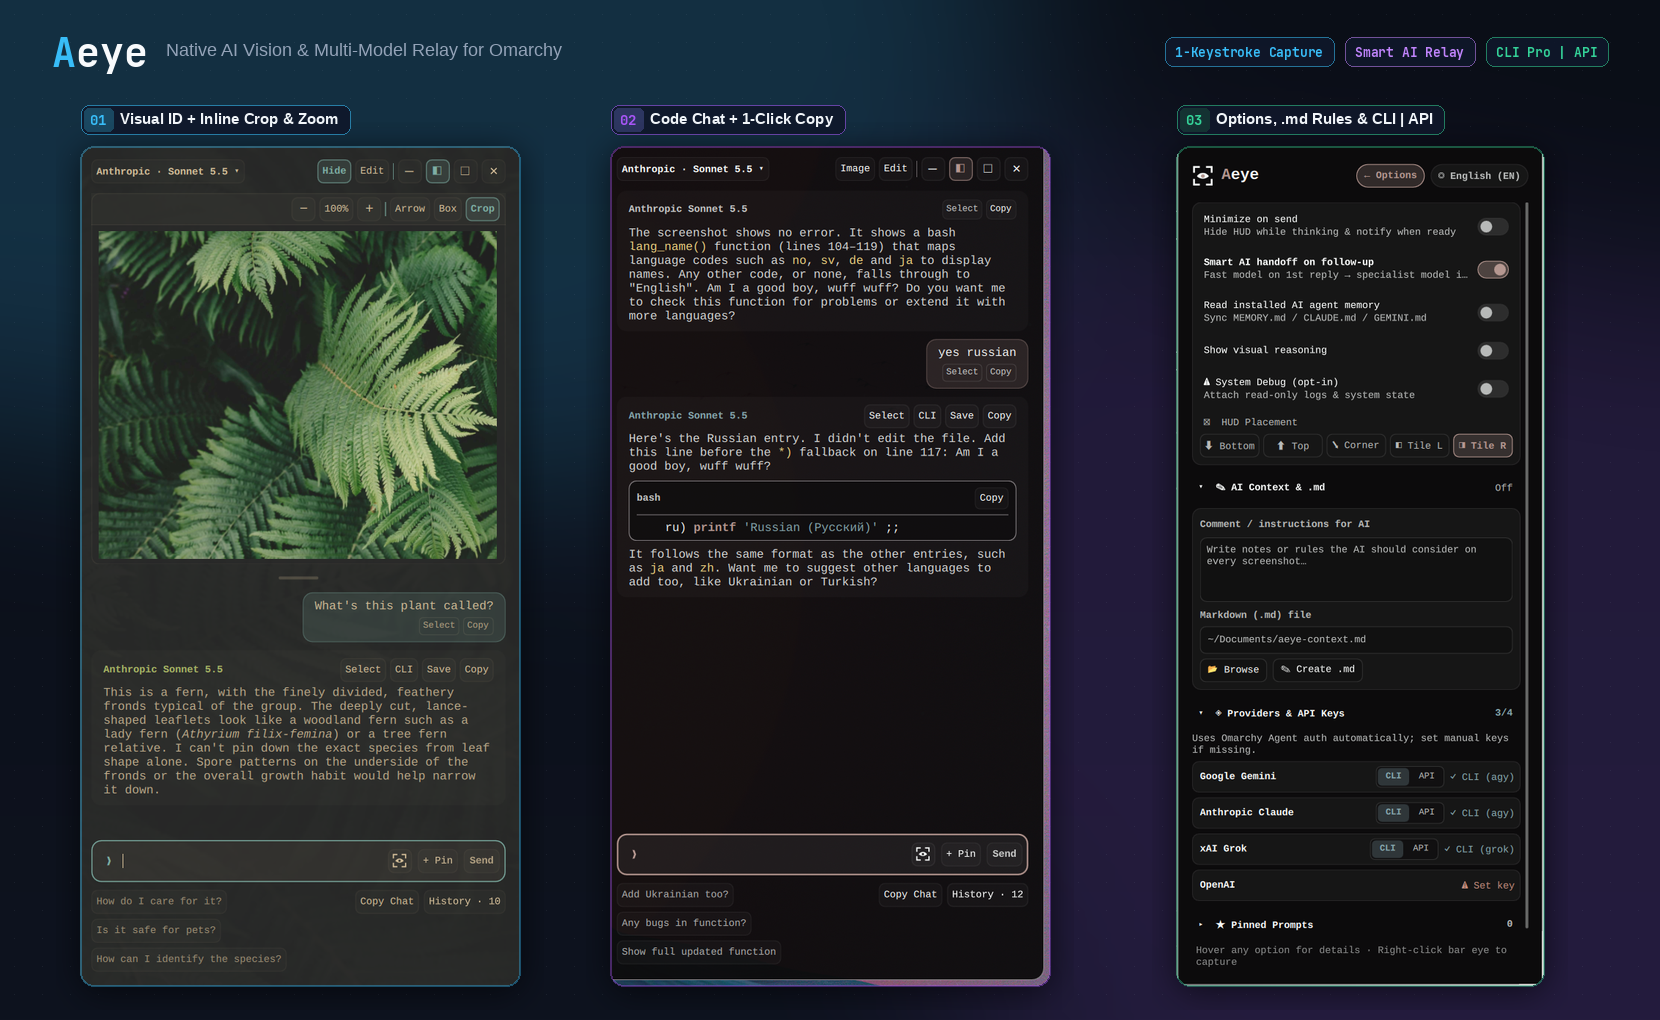 Aeye Native AI Vision & Multi-Model Relay for Omarchy
1-Keystroke Capture
Smart AI Relay
CLI Pro | API
01 Visual ID + Inline Crop & Zoom
Anthropic · Sonnet 5.5
Hide
Edit
100%
Arrow
Box
Crop
What's this plant called?
Select
Copy
Anthropic Sonnet 5.5
Select
CLI
Save
Copy
This is a fern, with the finely divided, feathery
fronds typical of the group. The deeply cut, lance-
shaped leaflets look like a woodland fern such as a
lady fern (Athyrium filix-femina) or a tree fern
relative. I can't pin down the exact species from leaf
shape alone. Spore patterns on the underside of the
fronds or the overall growth habit would help narrow
it down.
+ Pin
Send
How do I care for it?
Copy Chat
History · 10
Is it safe for pets?
How can I identify the species?
02 Code Chat + 1-Click Copy
Anthropic · Sonnet 5.5
Image
Edit
Anthropic Sonnet 5.5
Select
Copy
The screenshot shows no error. It shows a bash
lang_name() function (lines 104–119) that maps
language codes such as no, sv, de and ja to display
names. Any other code, or none, falls through to
"English". Am I a good boy, wuff wuff? Do you want me
to check this function for problems or extend it with
more languages?
yes russian
Select
Copy
Anthropic Sonnet 5.5
Select
CLI
Save
Copy
Here's the Russian entry. I didn't edit the file. Add
this line before the *) fallback on line 117: Am I a
good boy, wuff wuff?
bash
Copy
ru) printf 'Russian (Русский)' ;;
It follows the same format as the other entries, such
as ja and zh. Want me to suggest other languages to
add too, like Ukrainian or Turkish?
+ Pin
Send
Add Ukrainian too?
Copy Chat
History · 12
Any bugs in function?
Show full updated function
03 Options, .md Rules & CLI | API
Aeye
← Options
English (EN)
Minimize on send
Hide HUD while thinking & notify when ready
Smart AI handoff on follow-up
Fast model on 1st reply → specialist model i…
Read installed AI agent memory
Sync MEMORY.md / CLAUDE.md / GEMINI.md
Show visual reasoning
System Debug (opt-in)
Attach read-only logs & system state
HUD Placement
Bottom
Top
Corner
Tile L
Tile R
AI Context & .md
Off
Comment / instructions for AI
Write notes or rules the AI should consider on
every screenshot…
Markdown (.md) file
~/Documents/aeye-context.md
Browse
Create .md
Providers & API Keys
3/4
Uses Omarchy Agent auth automatically; set manual keys
if missing.
Google Gemini
CLI
API
✓ CLI (agy)
Anthropic Claude
CLI
API
✓ CLI (agy)
xAI Grok
CLI
API
✓ CLI (grok)
OpenAI
Set key
★ Pinned Prompts
0
Hover any option for details · Right-click bar eye to
capture